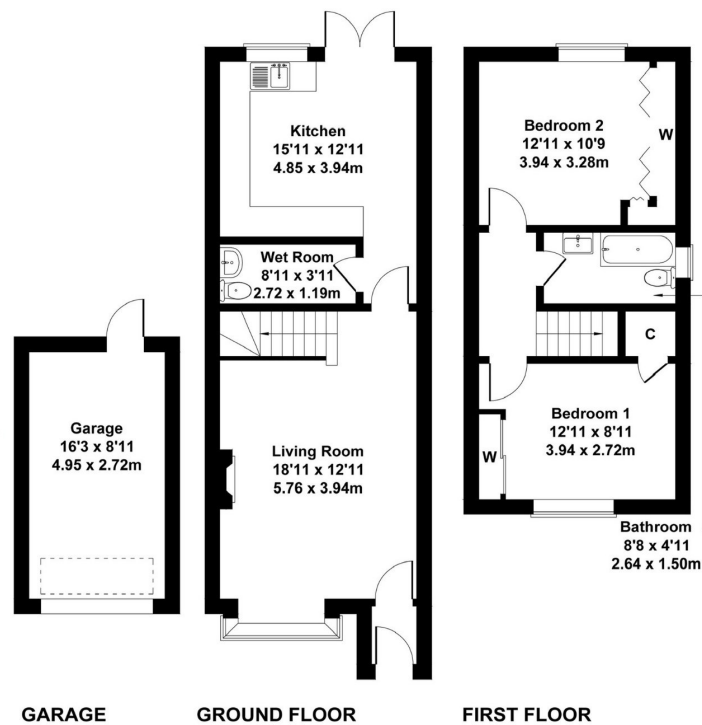 Kitchen
15'11 x 12'11
4.85 x 3.94m
Wet Room
8'11 x 3'11
2.72 x 1.19m
Living Room
18'11 x 12'11
5.76 x 3.94m
Garage
16'3 x 8'11
4.95 x 2.72m
Bedroom 2
12'11 x 10'9
3.94 x 3.28m
W
C
Bedroom 1
12'11 x 8'11
3.94 x 2.72m
W
Bathroom
8'8 x 4'11
2.64 x 1.50m
GARAGE
GROUND FLOOR
FIRST FLOOR